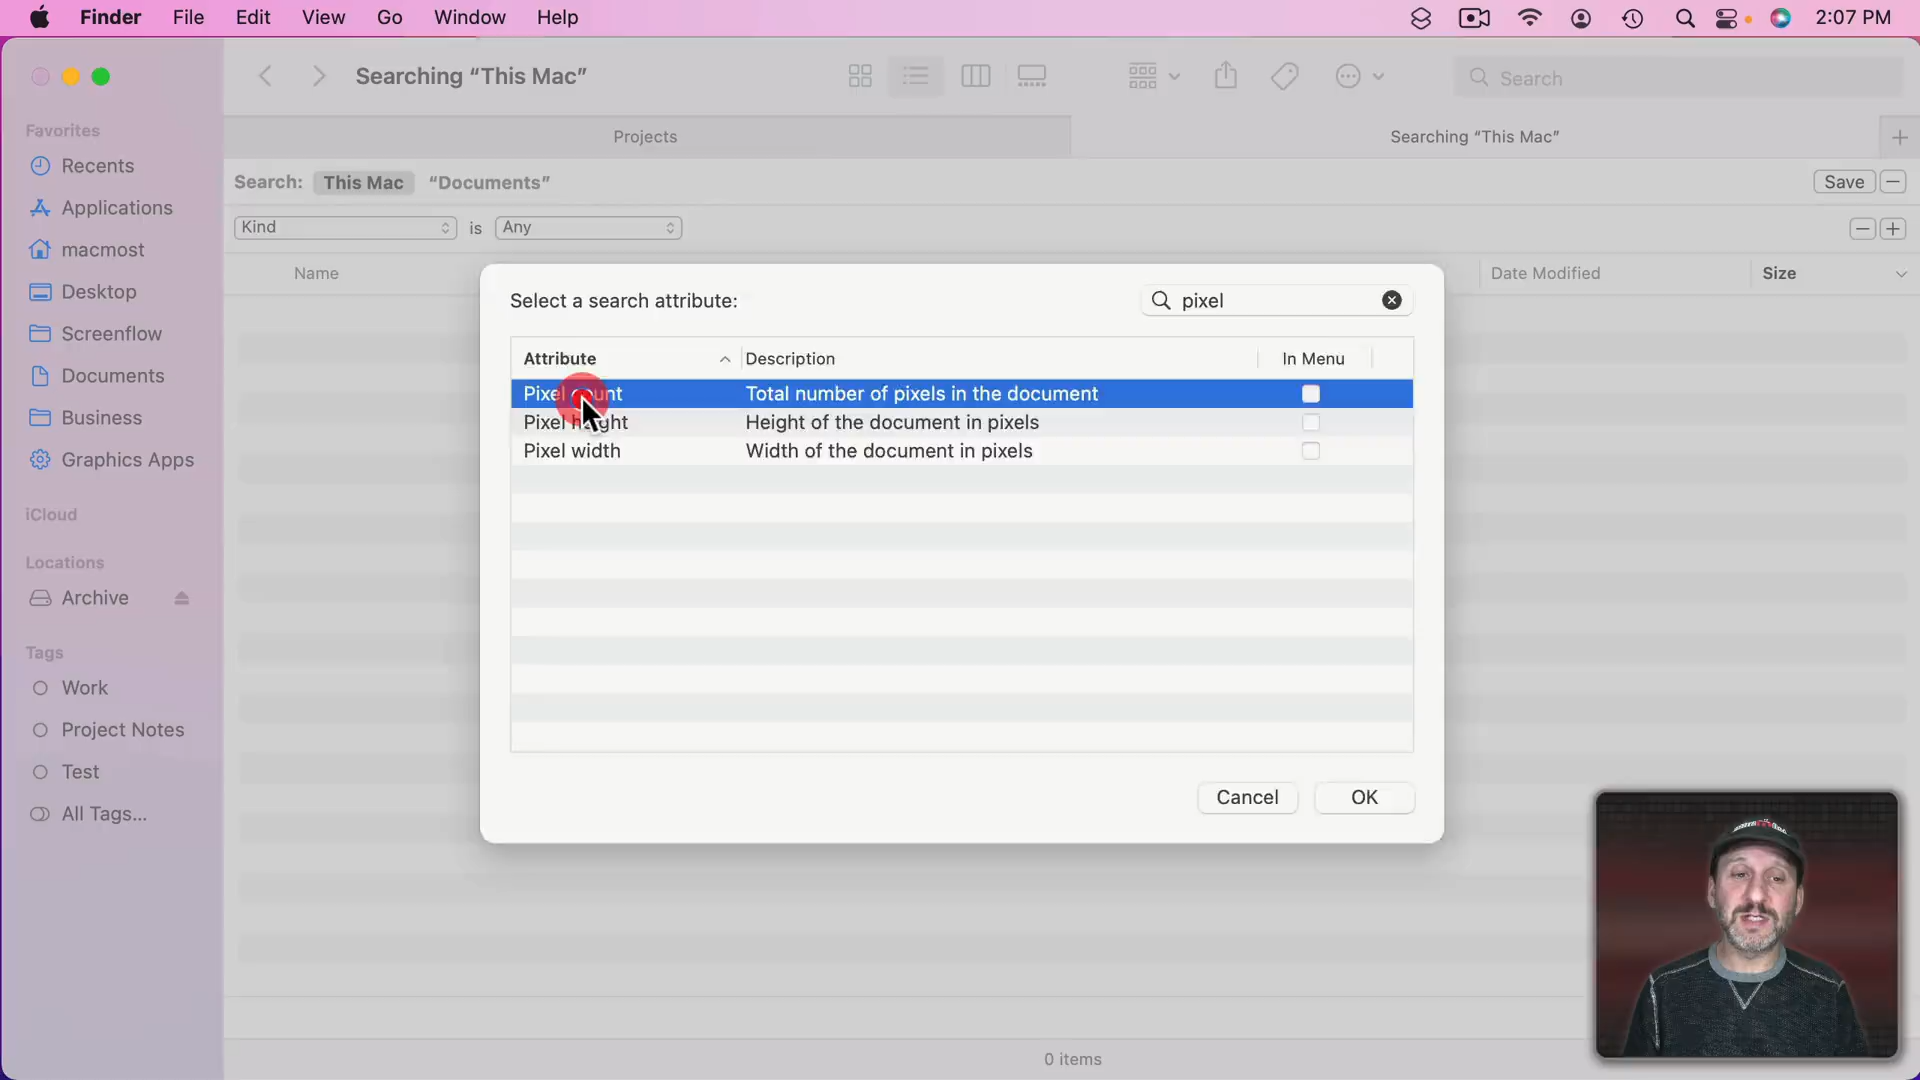 Finder File Edit View Go Window Help 2:07 PM
Searching “This Mac” Search
Projects Searching “This Mac”
Favorites
Recents
Applications
macmost
Desktop
Screenflow
Documents
Business
Graphics Apps
iCloud
Locations
Archive
Tags
Work
Project Notes
Test
All Tags...
Search: This Mac “Documents” Save
Kind is Any
Name Date Modified Size
Select a search attribute: pixel
Attribute Description In Menu
Pixel count Total number of pixels in the document
Pixel height Height of the document in pixels
Pixel width Width of the document in pixels
Cancel OK
0 items